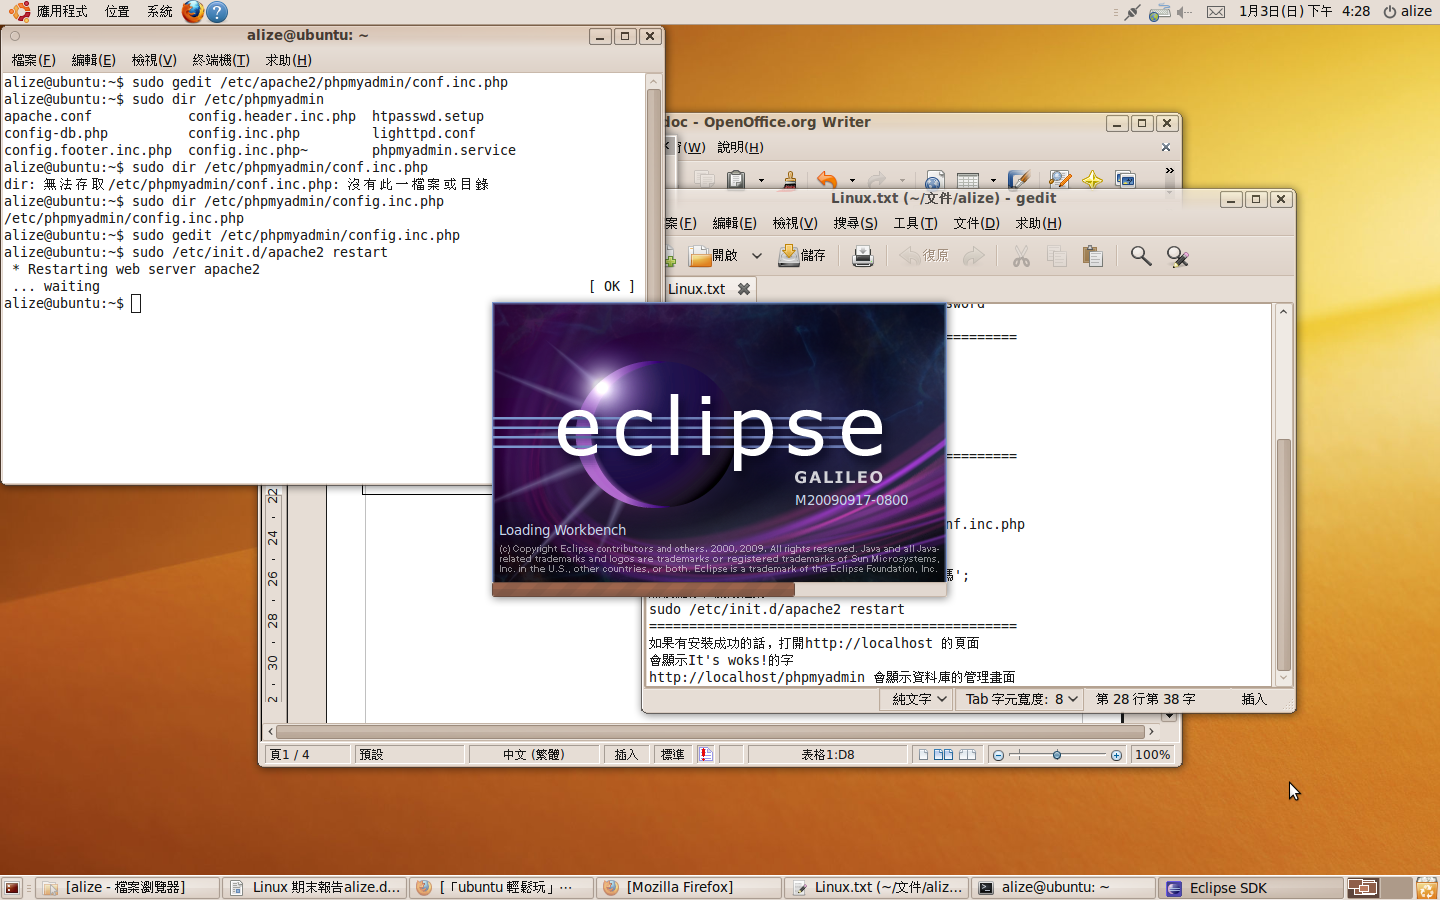 應用程式 位置 系統 1月3日(日) 下午 4:28 alize
alize@ubuntu: ~
檔案(F) 編輯(E) 檢視(V) 終端機(T) 求助(H)
alize@ubuntu:~$ sudo gedit /etc/apache2/phpmyadmin/conf.inc.php
alize@ubuntu:~$ sudo dir /etc/phpmyadmin
apache.conf config.header.inc.php htpasswd.setup
config-db.php config.inc.php lighttpd.conf
config.footer.inc.php config.inc.php~ phpmyadmin.service
alize@ubuntu:~$ sudo dir /etc/phpmyadmin/conf.inc.php
dir: 無法存取 /etc/phpmyadmin/conf.inc.php: 沒有此一檔案或目錄
alize@ubuntu:~$ sudo dir /etc/phpmyadmin/config.inc.php
/etc/phpmyadmin/config.inc.php
alize@ubuntu:~$ sudo gedit /etc/phpmyadmin/config.inc.php
alize@ubuntu:~$ sudo /etc/init.d/apache2 restart
* Restarting web server apache2
... waiting [ OK ]
alize@ubuntu:~$
doc - OpenOffice.org Writer
(W) 說明(H)
Linux.txt (~/文件/alize) - gedit
案(F) 編輯(E) 檢視(V) 搜尋(S) 工具(T) 文件(D) 求助(H)
開啟 儲存 復原
Linux.txt
sword
=========
=========
nf.inc.php
';
sudo /etc/init.d/apache2 restart
==============================================
如果有安裝成功的話，打開http://localhost 的頁面
會顯示It's woks!的字
http://localhost/phpmyadmin 會顯示資料庫的管理畫面
純文字 Tab 字元寬度: 8 第 28 行第 38 字 插入
eclipse
GALILEO
M20090917-0800
Loading Workbench
(c) Copyright Eclipse contributors and others. 2000, 2009. All rights reserved. Java and all Java-
related trademarks and logos are trademarks or registered trademarks of Sun Microsystems,
Inc. in the U.S., other countries, or both. Eclipse is a trademark of the Eclipse Foundation, Inc.
22
24
26
28
30
2
頁1 / 4 預設 中文 (繁體) 插入 標準 表格1:D8 100%
[alize - 檔案瀏覽器] Linux 期末報告alize.d... [「ubuntu 輕鬆玩」... [Mozilla Firefox] Linux.txt (~/文件/aliz... alize@ubuntu: ~ Eclipse SDK